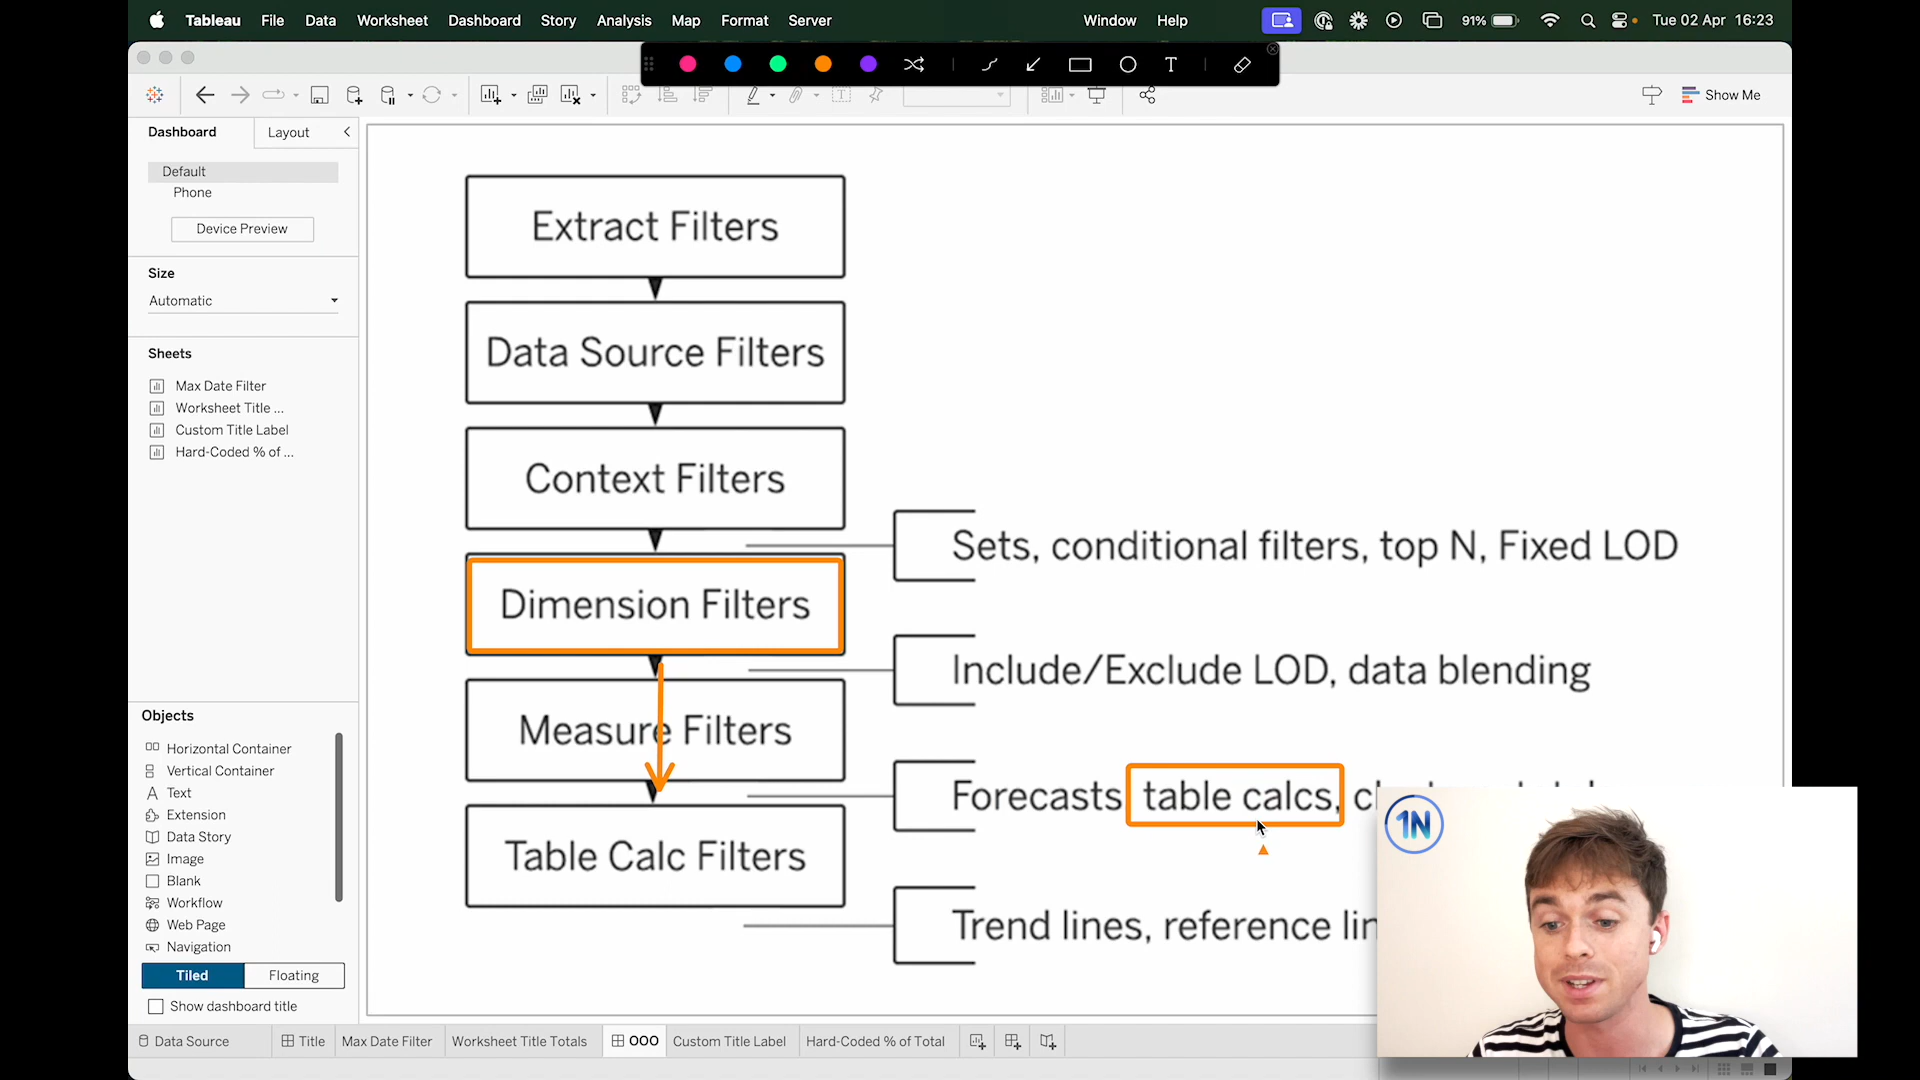 Tableau File Data Worksheet Dashboard Story Analysis Map Format Server Window Help 91% Tue 02 Apr 16:23
T
Show Me
Dashboard Layout
Default
Phone
Device Preview
Size
Automatic
Sheets
Max Date Filter
Worksheet Title ...
Custom Title Label
Hard-Coded % of ...
Objects
Horizontal Container
Vertical Container
Text
Extension
Data Story
Image
Blank
Workflow
Web Page
Navigation
Tiled Floating
Show dashboard title
Extract Filters
Data Source Filters
Context Filters
Sets, conditional filters, top N, Fixed LOD
Dimension Filters
Include/Exclude LOD, data blending
Measure Filters
Forecasts table calcs,
Table Calc Filters
Trend lines, reference
1N
Data Source Title Max Date Filter Worksheet Title Totals OOO Custom Title Label Hard-Coded % of Total